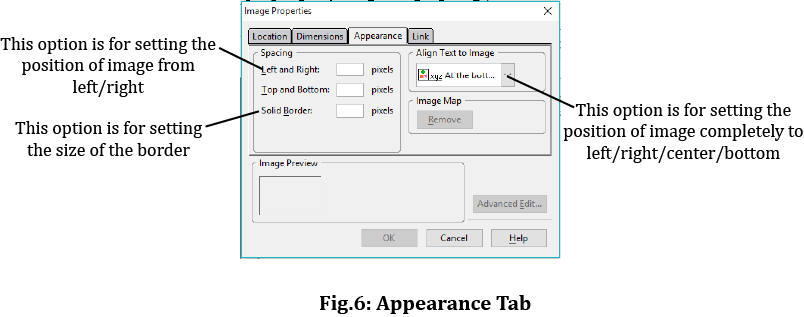 Image Properties
Location
Dimensions
Appearance
Link
This option is for setting the
position of image from
left/right
This option is for setting
the size of the border
Spacing
Left and Right:
pixels
Top and Bottom:
pixels
Solid Border:
pixels
Align Text to Image
xyz At the bott...
Image Map
Remove
This option is for setting the
position of image completely to
left/right/center/bottom
Image Preview
Advanced Edit...
OK
Cancel
Help
Fig.6: Appearance Tab